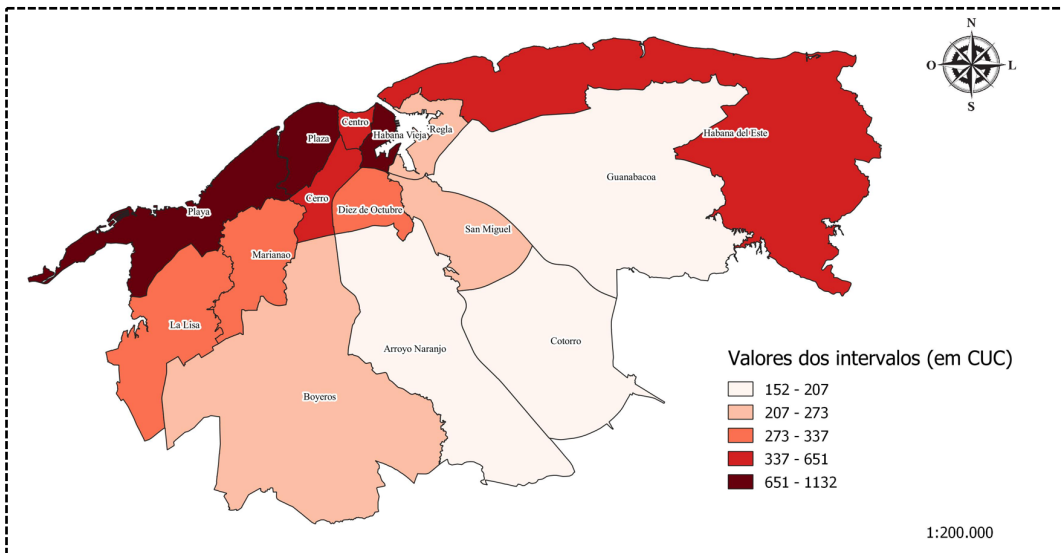 N
O
L
S
Centro
Plaza
Habana Vieja
Regla
Habana del Este
Guanabacoa
Cerro
Diez de Octubre
Playa
San Miguel
Marianao
La Lisa
Cotorro
Arroyo Naranjo
Boyeros
Valores dos intervalos (em CUC)
152 - 207
207 - 273
273 - 337
337 - 651
651 - 1132
1:200.000